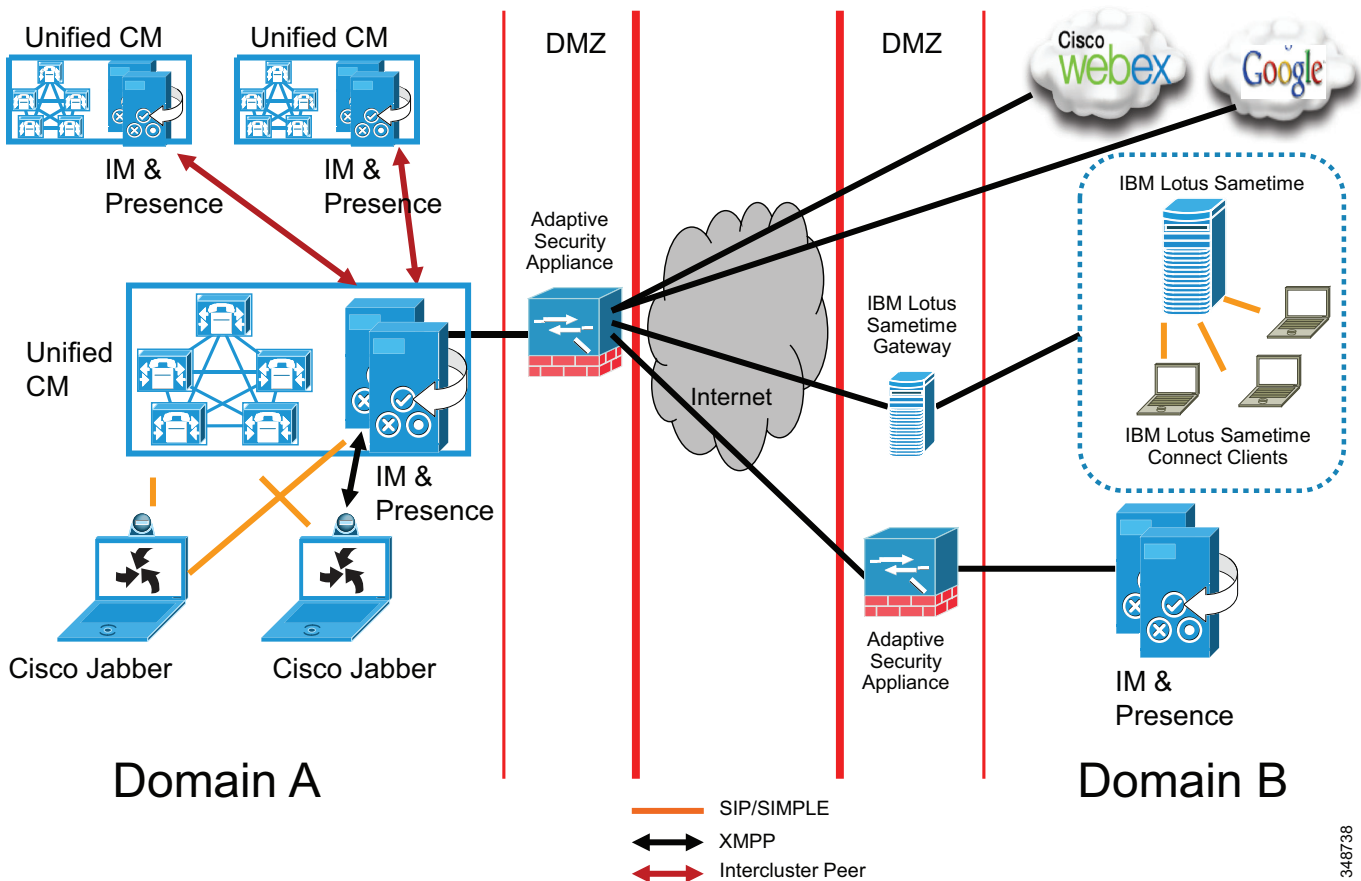 Unified CM
Unified CM
DMZ
DMZ
Cisco
webex
Google
IM &
Presence
IM &
Presence
Adaptive
Security
Appliance
IBM Lotus Sametime
IBM Lotus
Sametime
Gateway
Unified
CM
Internet
IBM Lotus Sametime
Connect Clients
IM &
Presence
Cisco Jabber
Cisco Jabber
Adaptive
Security
Appliance
IM &
Presence
Domain A
Domain B
SIP/SIMPLE
XMPP
Intercluster Peer
348738